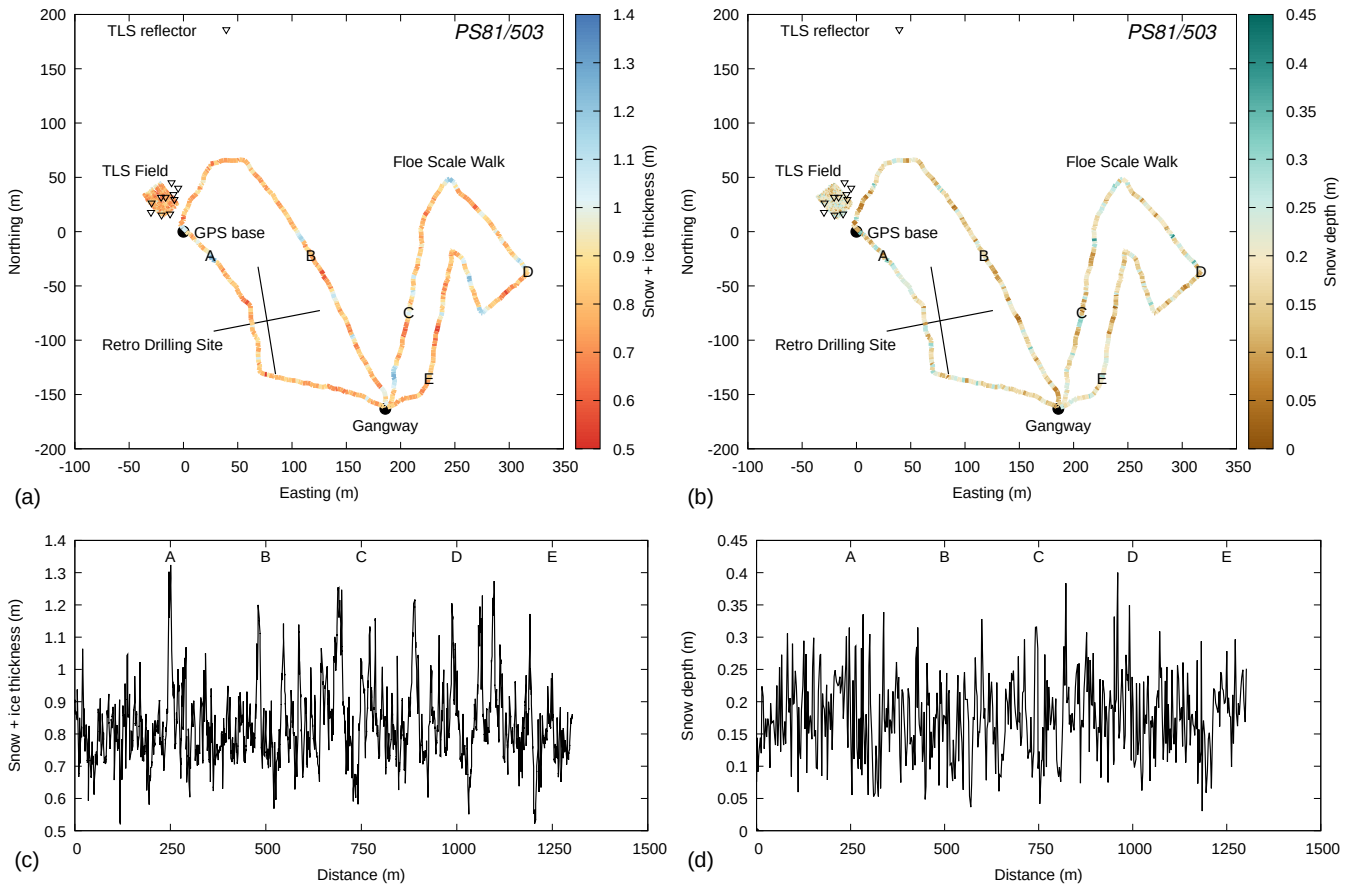 TLS reflector
PS81/503
200
150
100
50
0
-50
-100
-150
-200
Northing (m)
TLS Field
GPS base
A
B
C
D
E
Floe Scale Walk
Retro Drilling Site
Gangway
-100 -50 0 50 100 150 200 250 300 350
Easting (m)
(a)
1.4
1.3
1.2
1.1
1
0.9
0.8
0.7
0.6
0.5
Snow + ice thickness (m)
TLS reflector
PS81/503
200
150
100
50
0
-50
-100
-150
-200
Northing (m)
TLS Field
GPS base
A
B
C
D
E
Floe Scale Walk
Retro Drilling Site
Gangway
-100 -50 0 50 100 150 200 250 300 350
Easting (m)
(b)
0.45
0.4
0.35
0.3
0.25
0.2
0.15
0.1
0.05
0
Snow depth (m)
1.4
1.3
1.2
1.1
1
0.9
0.8
0.7
0.6
0.5
Snow + ice thickness (m)
A B C D E
0 250 500 750 1000 1250 1500
Distance (m)
(c)
0.45
0.4
0.35
0.3
0.25
0.2
0.15
0.1
0.05
0
Snow depth (m)
A B C D E
0 250 500 750 1000 1250 1500
Distance (m)
(d)